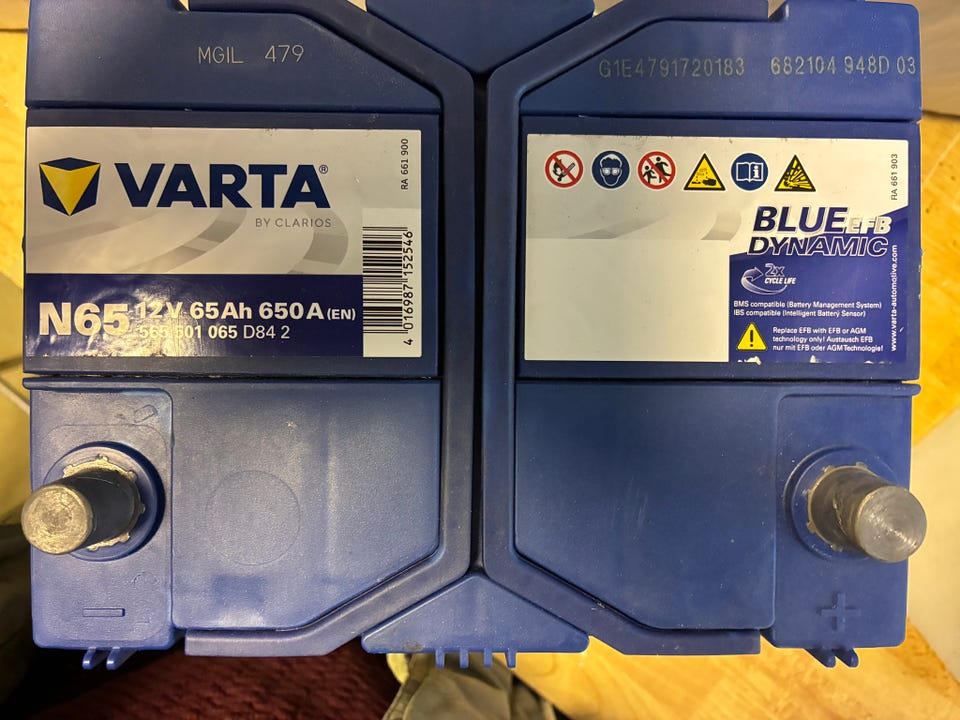 MGIL 479
G1E4791720183 682104 948D 03
VARTA®
BY CLARIOS
RA 661 900
N65 12V 65Ah 650A (EN)
565 501 065 D84 2
4 016987 152546
RA 661 903
BLUE EFB
DYNAMIC
2x
CYCLE LIFE
BMS compatible (Battery Management System)
IBS compatible (Intelligent Battery Sensor)
Replace EFB with EFB or AGM
technology only! Austausch EFB
nur mit EFB oder AGM Technologie!
www.varta-automotive.com
−
+